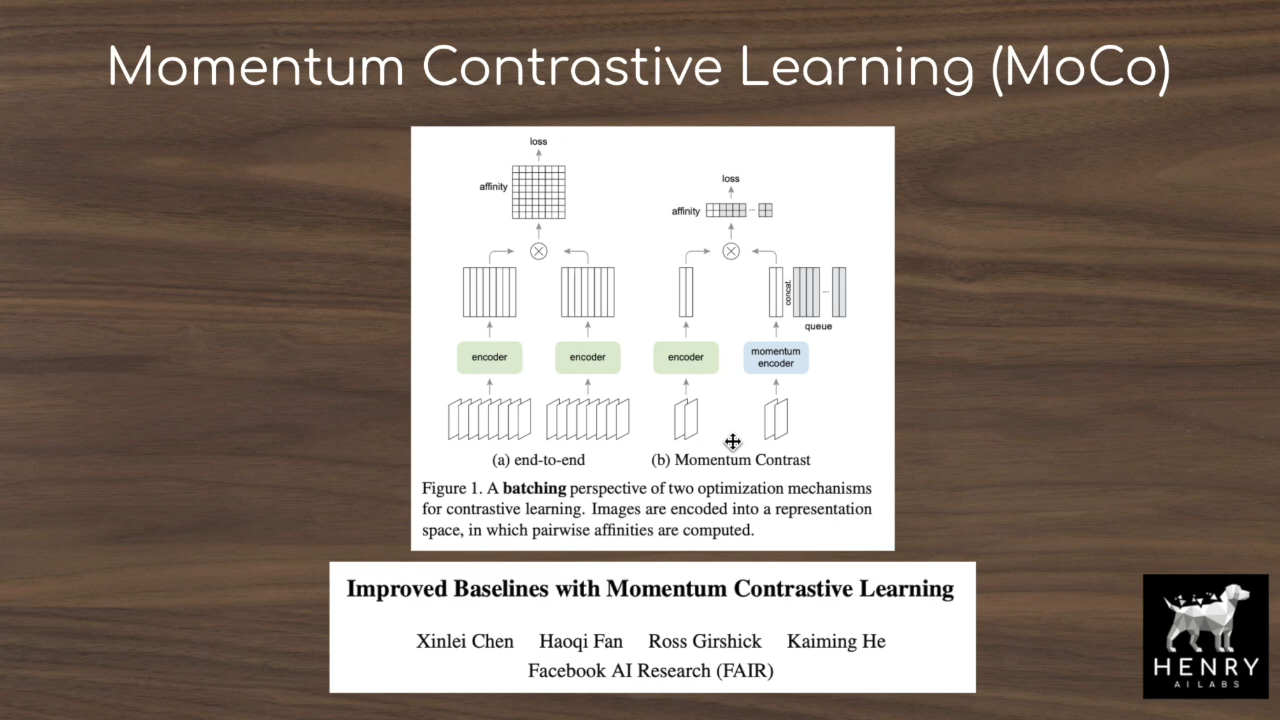 Momentum Contrastive Learning (MoCo)
loss
affinity
encoder
encoder
(a) end-to-end
loss
affinity
concat.
...
...
queue
encoder
momentum
encoder
(b) Momentum Contrast
Figure 1. A batching perspective of two optimization mechanisms
for contrastive learning. Images are encoded into a representation
space, in which pairwise affinities are computed.
Improved Baselines with Momentum Contrastive Learning
Xinlei Chen Haoqi Fan Ross Girshick Kaiming He
Facebook AI Research (FAIR)
HENRY
AI LABS